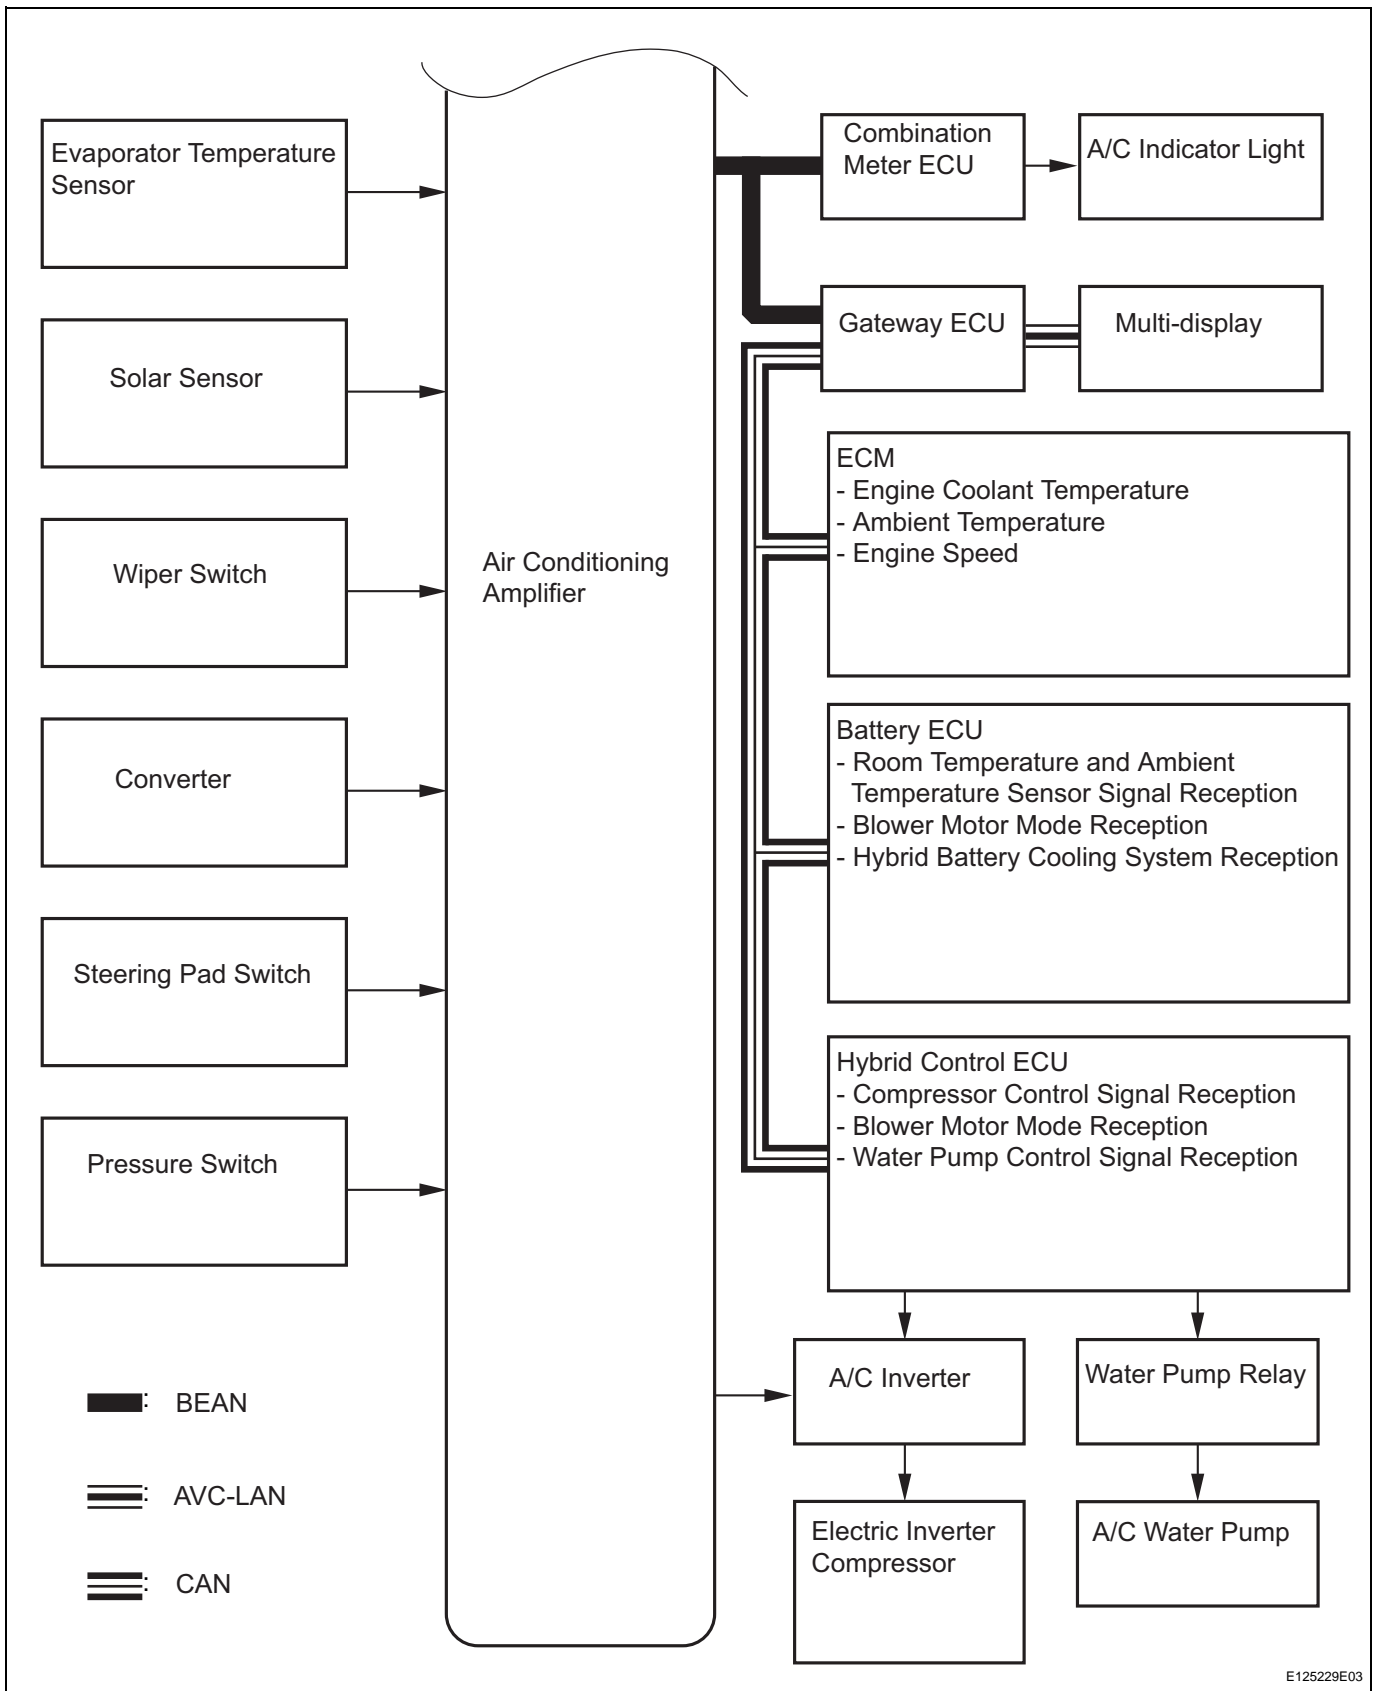 Evaporator Temperature
Sensor
Solar Sensor
Wiper Switch
Converter
Steering Pad Switch
Pressure Switch
Air Conditioning
Amplifier
Combination
Meter ECU
A/C Indicator Light
Gateway ECU
Multi-display
ECM
- Engine Coolant Temperature
- Ambient Temperature
- Engine Speed
Battery ECU
- Room Temperature and Ambient
Temperature Sensor Signal Reception
- Blower Motor Mode Reception
- Hybrid Battery Cooling System Reception
Hybrid Control ECU
- Compressor Control Signal Reception
- Blower Motor Mode Reception
- Water Pump Control Signal Reception
A/C Inverter
Water Pump Relay
Electric Inverter
Compressor
A/C Water Pump
: BEAN
: AVC-LAN
: CAN
E125229E03